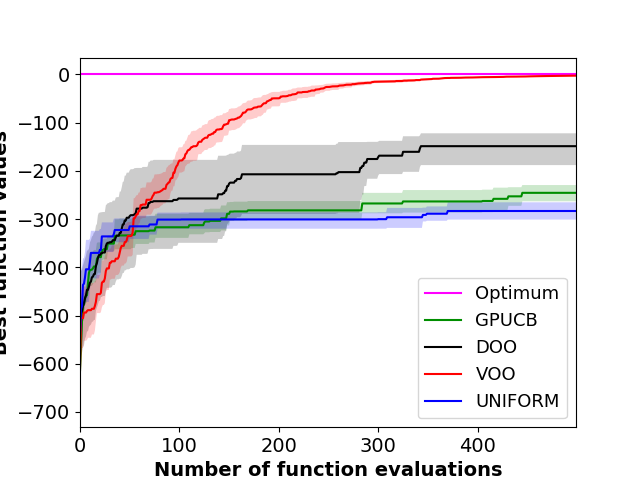 0
−100
−200
−300
−400
−500
−600
−700
0 100 200 300 400
Best function values
Number of function evaluations
Optimum
GPUCB
DOO
VOO
UNIFORM